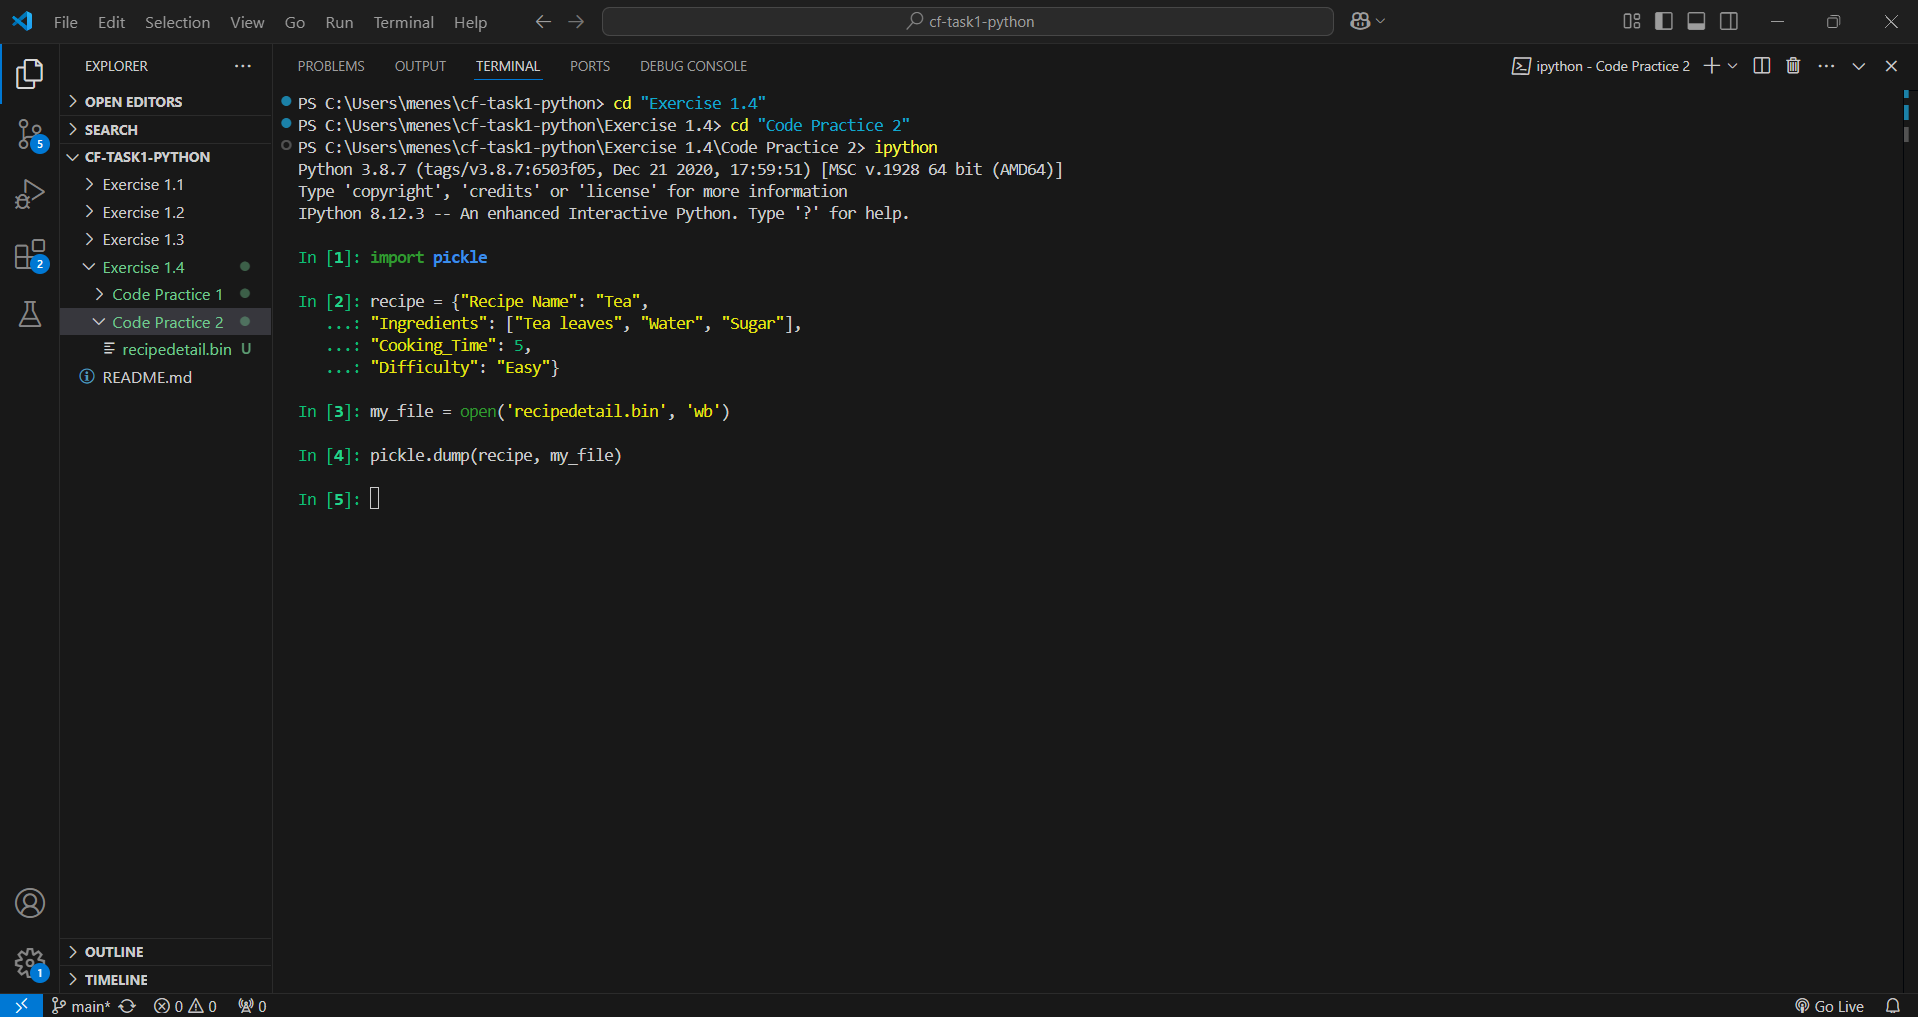 File Edit Selection View Go Run Terminal Help
cf-task1-python
EXPLORER
OPEN EDITORS
SEARCH
CF-TASK1-PYTHON
Exercise 1.1
Exercise 1.2
Exercise 1.3
Exercise 1.4
Code Practice 1
Code Practice 2
recipedetail.bin U
README.md
OUTLINE
TIMELINE
5
2
1
PROBLEMS OUTPUT TERMINAL PORTS DEBUG CONSOLE
ipython - Code Practice 2
PS C:\Users\menes\cf-task1-python> cd "Exercise 1.4"
PS C:\Users\menes\cf-task1-python\Exercise 1.4> cd "Code Practice 2"
PS C:\Users\menes\cf-task1-python\Exercise 1.4\Code Practice 2> ipython
Python 3.8.7 (tags/v3.8.7:6503f05, Dec 21 2020, 17:59:51) [MSC v.1928 64 bit (AMD64)]
Type 'copyright', 'credits' or 'license' for more information
IPython 8.12.3 -- An enhanced Interactive Python. Type '?' for help.
In [1]: import pickle
In [2]: recipe = {"Recipe Name": "Tea",
...: "Ingredients": ["Tea leaves", "Water", "Sugar"],
...: "Cooking_Time": 5,
...: "Difficulty": "Easy"}
In [3]: my_file = open('recipedetail.bin', 'wb')
In [4]: pickle.dump(recipe, my_file)
In [5]:
main* 0 0 0
Go Live